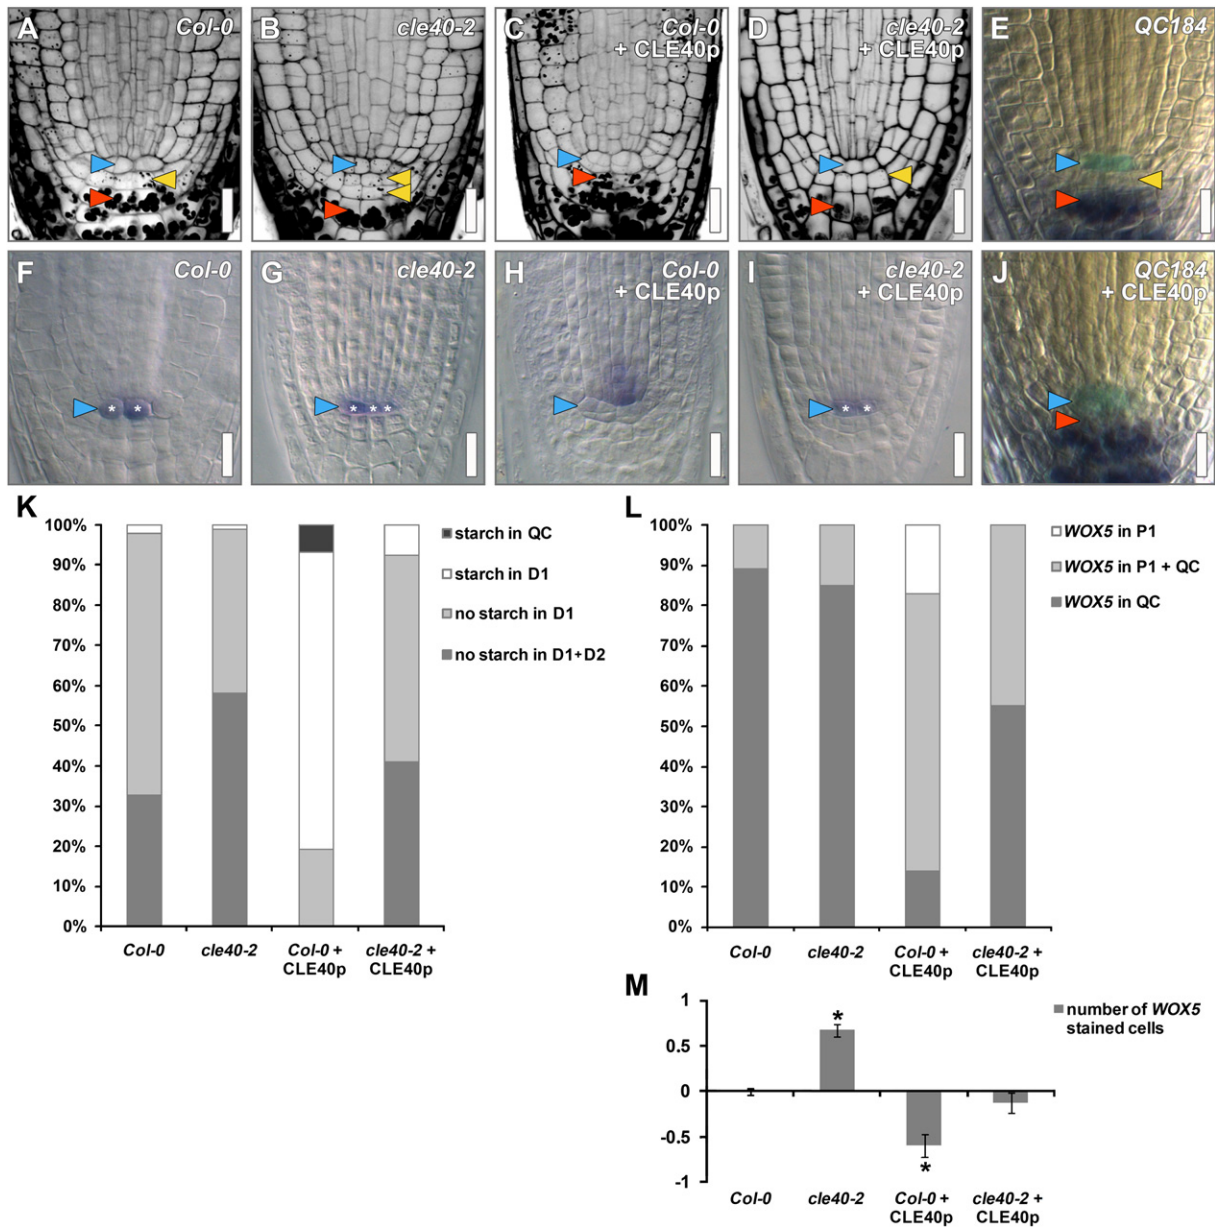 A Col-0
B cle40-2
C Col-0
+ CLE40p
D cle40-2
+ CLE40p
E QC184
F Col-0
G cle40-2
H Col-0
+ CLE40p
I cle40-2
+ CLE40p
J QC184
+ CLE40p
* *
* * *
* *
K
100%
90%
80%
70%
60%
50%
40%
30%
20%
10%
0%
starch in QC
starch in D1
no starch in D1
no starch in D1+D2
Col-0
cle40-2
Col-0 +
CLE40p
cle40-2 +
CLE40p
L
100%
90%
80%
70%
60%
50%
40%
30%
20%
10%
0%
WOX5 in P1
WOX5 in P1 + QC
WOX5 in QC
Col-0
cle40-2
Col-0 +
CLE40p
cle40-2 +
CLE40p
M
1
0.5
0
-0.5
-1
*
*
number of WOX5
stained cells
Col-0
cle40-2
Col-0 +
CLE40p
cle40-2 +
CLE40p